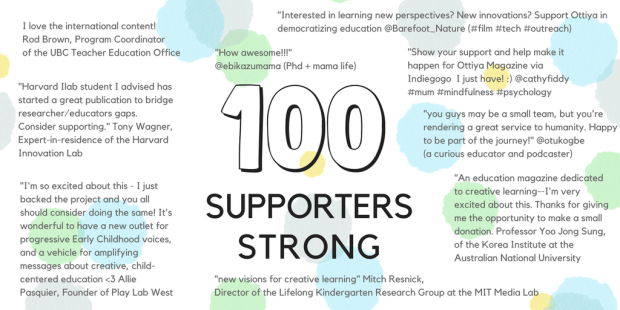 I love the international content!
Rod Brown, Program Coordinator
of the UBC Teacher Education Office
"Interested in learning new perspectives? New innovations? Support Ottiya in
democratizing education @Barefoot_Nature (#film #tech #outreach)
"How awesome!!!"
@ebikazumama (Phd + mama life)
"Show your support and help make it
happen for Ottiya Magazine via
Indiegogo  I just have! :) @cathyfiddy
#mum #mindfulness #psychology
"Harvard Ilab student I advised has
started a great publication to bridge
researcher/educators gaps.
Consider supporting." Tony Wagner,
Expert-in-residence of the Harvard
Innovation Lab
100
SUPPORTERS
STRONG
"you guys may be a small team, but you're
rendering a great service to humanity. Happy
to be part of the journey!" @otukogbe
(a curious educator and podcaster)
"I'm so excited about this - I just
backed the project and you all
should consider doing the same! It's
wonderful to have a new outlet for
progressive Early Childhood voices,
and a vehicle for amplifying
messages about creative, child-
centered education <3 Allie
Pasquier, Founder of Play Lab West
"An education magazine dedicated
to creative learning--I'm very
excited about this. Thanks for giving
me the opportunity to make a small
donation. Professor Yoo Jong Sung,
of the Korea Institute at the
Australian National University
"new visions for creative learning" Mitch Resnick,
Director of the Lifelong Kindergarten Research Group at the MIT Media Lab